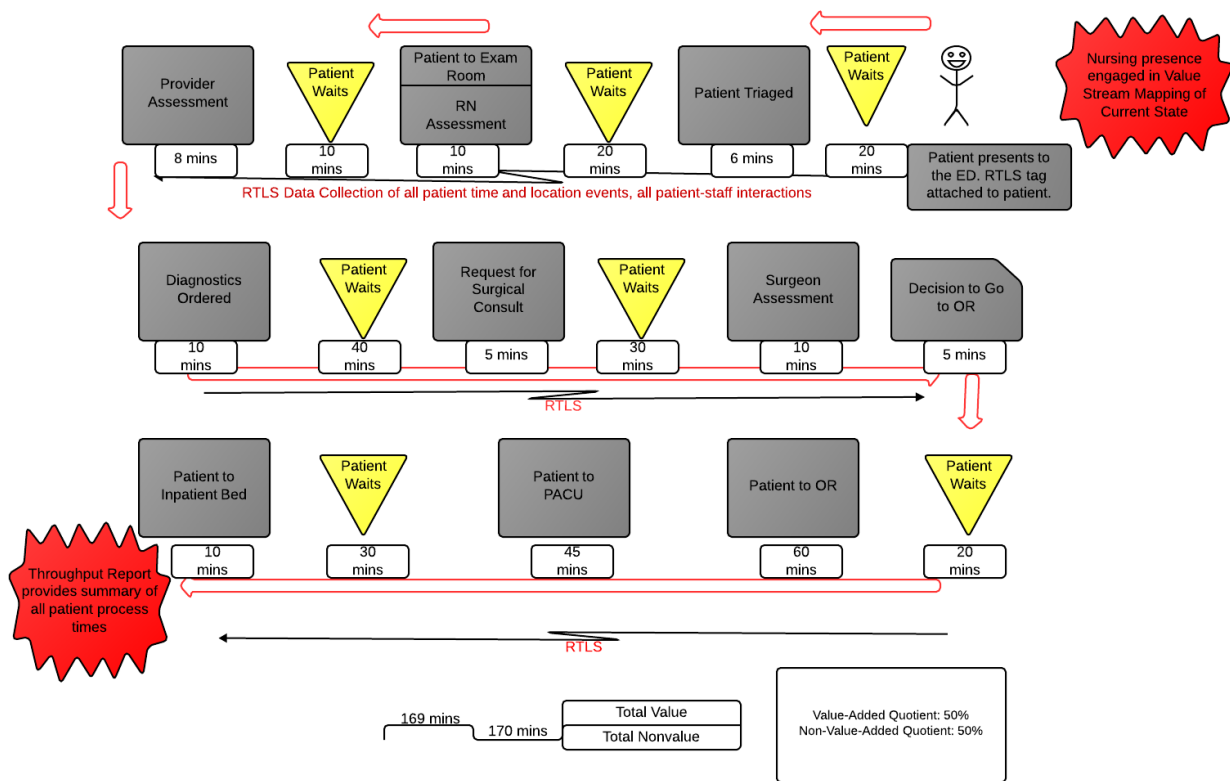 Provider
Assessment
8 mins
Patient
Waits
10
mins
Patient to Exam
Room
RN
Assessment
10
mins
Patient
Waits
20
mins
Patient Triaged
6 mins
Patient
Waits
20
mins
Patient presents to
the ED. RTLS tag
attached to patient.
Nursing presence
engaged in Value
Stream Mapping of
Current State
RTLS Data Collection of all patient time and location events, all patient-staff interactions
Diagnostics
Ordered
10
mins
Patient
Waits
40
mins
Request for
Surgical
Consult
5 mins
Patient
Waits
30
mins
Surgeon
Assessment
10
mins
Decision to Go
to OR
5 mins
RTLS
Patient to
Inpatient Bed
10
mins
Patient
Waits
30
mins
Patient to
PACU
45
mins
Patient to OR
60
mins
Patient
Waits
20
mins
Throughput Report
provides summary of
all patient process
times
RTLS
169 mins
170 mins
Total Value
Total Nonvalue
Value-Added Quotient: 50%
Non-Value-Added Quotient: 50%